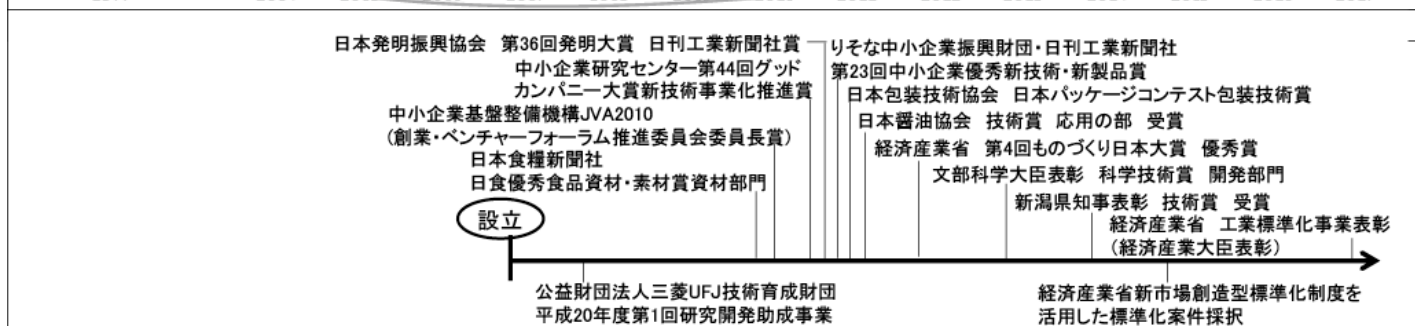 日本発明振興協会 第36回発明大賞 日刊工業新聞社賞
中小企業研究センター第44回グッド
カンパニー大賞新技術事業化推進賞
中小企業基盤整備機構JVA2010
(創業・ベンチャーフォーラム推進委員会委員長賞)
日本食糧新聞社
日食優秀食品資材・素材賞資材部門
りそな中小企業振興財団・日刊工業新聞社
第23回中小企業優秀新技術・新製品賞
日本包装技術協会 日本パッケージコンテスト包装技術賞
日本醤油協会 技術賞 応用の部 受賞
経済産業省 第4回ものづくり日本大賞 優秀賞
文部科学大臣表彰 科学技術賞 開発部門
新潟県知事表彰 技術賞 受賞
経済産業省 工業標準化事業表彰
(経済産業大臣表彰)
設立
公益財団法人三菱UFJ技術育成財団
平成20年度第1回研究開発助成事業
経済産業省新市場創造型標準化制度を
活用した標準化案件採択